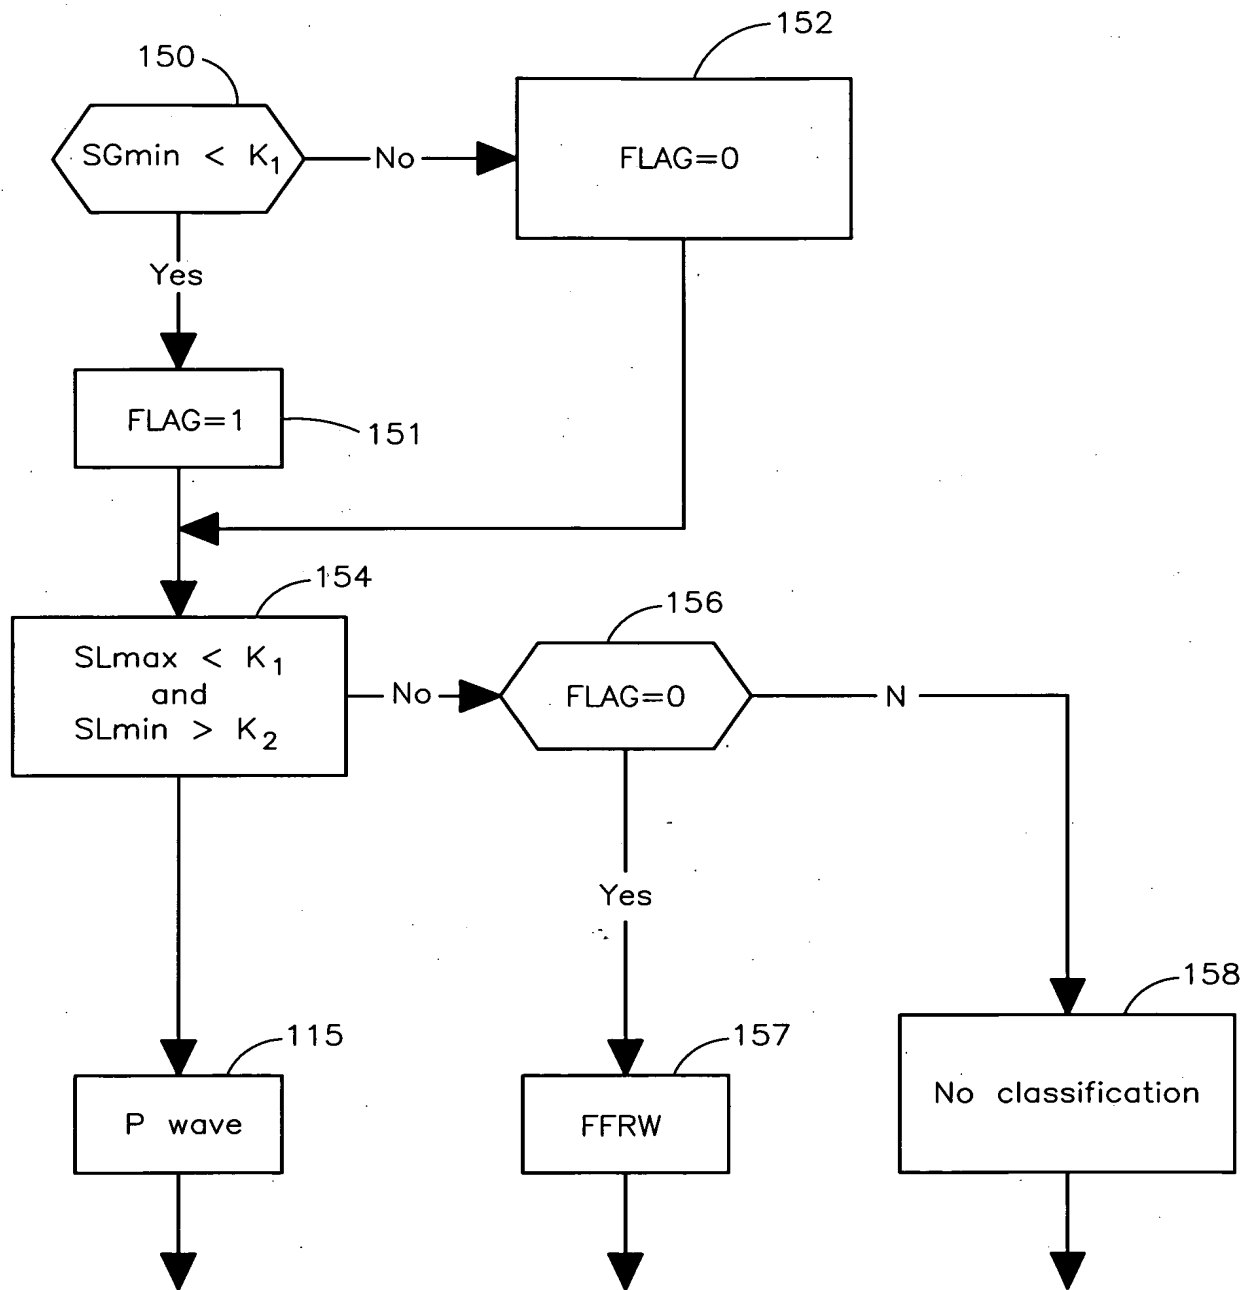 152
150
SGmin < K₁
No
FLAG=0
Yes
FLAG=1
151
154
SLmax < K₁
and
SLmin > K₂
No
156
FLAG=0
N
Yes
158
No classification
115
P wave
157
FFRW